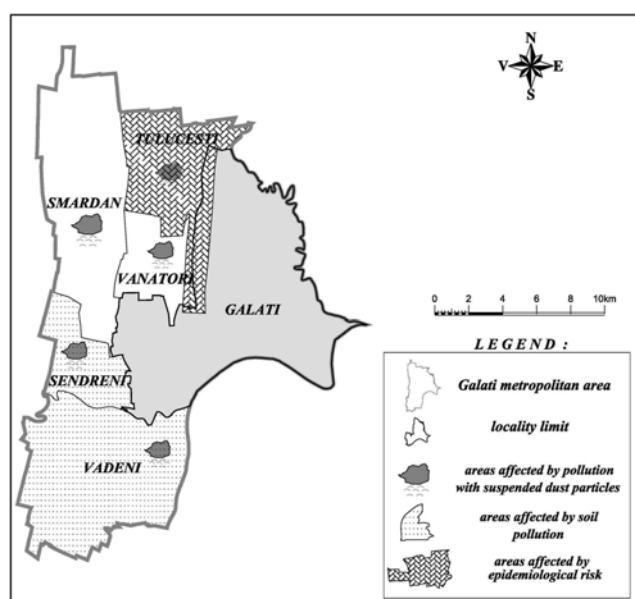 N
V E
S
TULUCESTI
SMARDAN
VANATORI
GALATI
SENDRENI
VADENI
0 2 4 6 8 10km
LEGEND :
Galati metropolitan area
locality limit
areas affected by pollution
with suspended dust particles
areas affected by soil
pollution
areas affected by
epidemiological risk